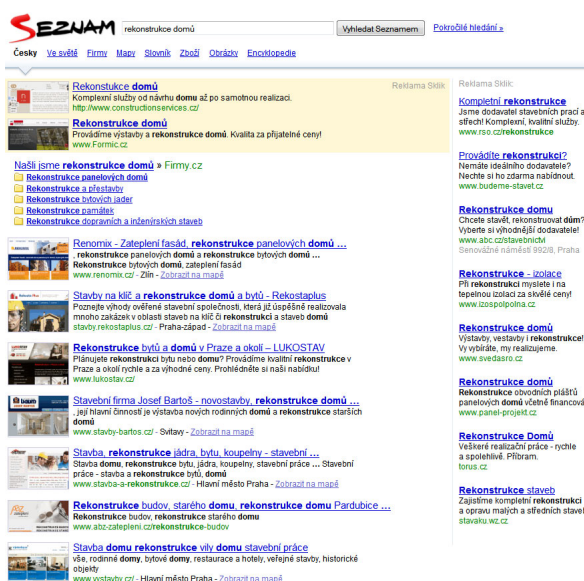 SEZNAM
rekonstrukce domů
Vyhledat Seznamem
Pokročilé hledání »
Česky Ve světě Firmy Mapy Slovník Zboží Obrázky Encyklopedie
Rekonstukce domů
Reklama Sklik
Komplexní služby od návrhu domu až po samotnou realizaci.
http://www.constructionservices.cz/
Rekonstrukce domů
Provádíme výstavby a rekonstrukce domů. Kvalita za přijatelné ceny!
www.Formic.cz
Našli jsme rekonstrukce domů » Firmy.cz
Rekonstrukce panelových domů
Rekonstrukce a přestavby
Rekonstrukce bytových jader
Rekonstrukce památek
Rekonstrukce dopravních a inženýrských staveb
Renomix - Zateplení fasád, rekonstrukce panelových domů ...
, rekonstrukce panelových domů a rekonstrukce bytových domů ...
Rekonstrukce bytových domů, zateplení fasád
www.renomix.cz/ - Zlín - Zobrazit na mapě
Stavby na klíč a rekonstrukce domů a bytů - Rekostaplus
Poznejte výhody ověřené stavební společnosti, která již úspěšně realizovala
mnoho zakázek v oblasti staveb na klíč či rekonstrukcí a staveb domů
stavby.rekostaplus.cz/ - Praha-západ - Zobrazit na mapě
Rekonstrukce bytů a domů v Praze a okolí – LUKOSTAV
Plánujete rekonstrukci bytu nebo domu? Provádíme kvalitní rekonstrukce v
Praze a okolí rychle a za výhodné ceny. Prohlédněte si naši nabídku!
www.lukostav.cz/
Stavební firma Josef Bartoš - novostavby, rekonstrukce domů ...
, její hlavní činností je výstavba nových rodinných domů a rekonstrukce starších
domů
www.stavby-bartos.cz/ - Svitavy - Zobrazit na mapě
Stavba, rekonstrukce jádra, bytu, koupelny - stavební ...
Stavba domu, rekonstrukce bytu, jádra, koupelny, stavební práce ... Stavební
práce - stavba a rekonstrukce bytů, domů
www.stavba-a-rekonstrukce.cz/ - Hlavní město Praha - Zobrazit na mapě
Rekonstrukce budov, starého domu, rekonstrukce domu Pardubice ...
Rekonstrukce budov, rekonstrukce starého domu
www.abz-zatepleni.cz/rekonstrukce-budov
Stavba domu rekonstrukce vily domu stavební práce
vše, rodinné domy, bytové domy, restaurace a hotely, veřejné stavby, historické
objekty
www.vystavby.cz/ - Hlavní město Praha - Zobrazit na mapě
Reklama Sklik:
Kompletní rekonstrukce
Jsme dodavatel stavebních prací a
střech! Komplexní, kvalitní služby.
www.rso.cz/rekonstrukce
Provádíte rekonstrukci?
Nemáte ideálního dodavatele?
Nechte si ho zdarma nabídnout.
www.budeme-stavet.cz
Rekonstrukce domu
Chcete stavět, rekonstruovat dům?
Vyberte si výhodnější dodavatele!
www.abc.cz/stavebnictvi
Senovážné náměstí 992/8, Praha
Rekonstrukce - izolace
Při rekonstrukci myslete i na
tepelnou izolaci za skvělé ceny!
www.izospolpolna.cz
Rekonstrukce domů
Výstavby, vestavby i rekonstrukce!
Vy vybíráte, my realizujeme.
www.svedasro.cz
Rekonstrukce domů
Rekonstrukce obvodních plášťů
panelových domů včetně financová
www.panel-projekt.cz
Rekonstrukce Domů
Veškeré realizační práce - rychle
a spolehlivě. Příbram.
torus.cz
Rekonstrukce staveb
Zajistíme kompletní rekonstrukci
a opravu malých a středních staveb
stavaku.wz.cz